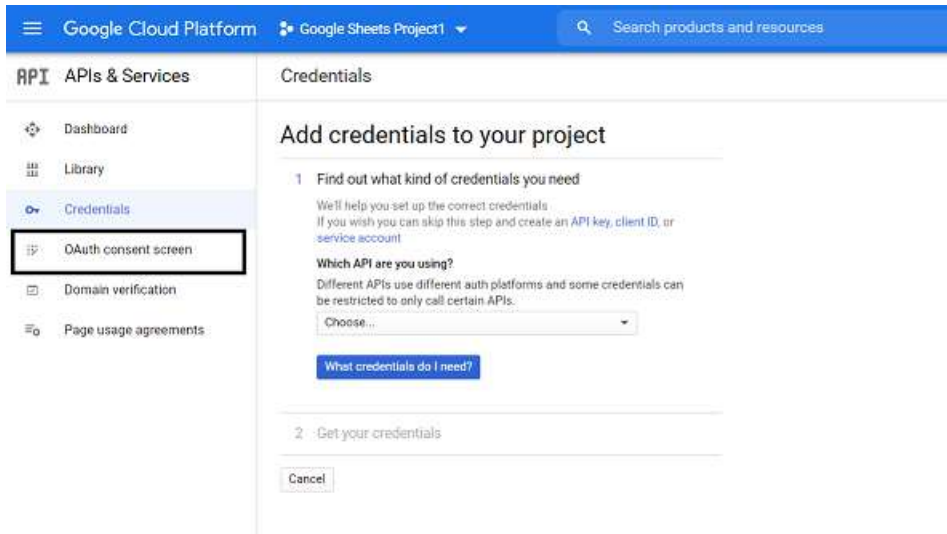 Google Cloud Platform
Google Sheets Project1
Search products and resources
API APIs & Services
Credentials
Dashboard
Library
Credentials
OAuth consent screen
Domain verification
Page usage agreements
Add credentials to your project
1 Find out what kind of credentials you need
We'll help you set up the correct credentials
If you wish you can skip this step and create an API key, client ID, or
service account
Which API are you using?
Different APIs use different auth platforms and some credentials can
be restricted to only call certain APIs.
Choose...
What credentials do I need?
2 Get your credentials
Cancel